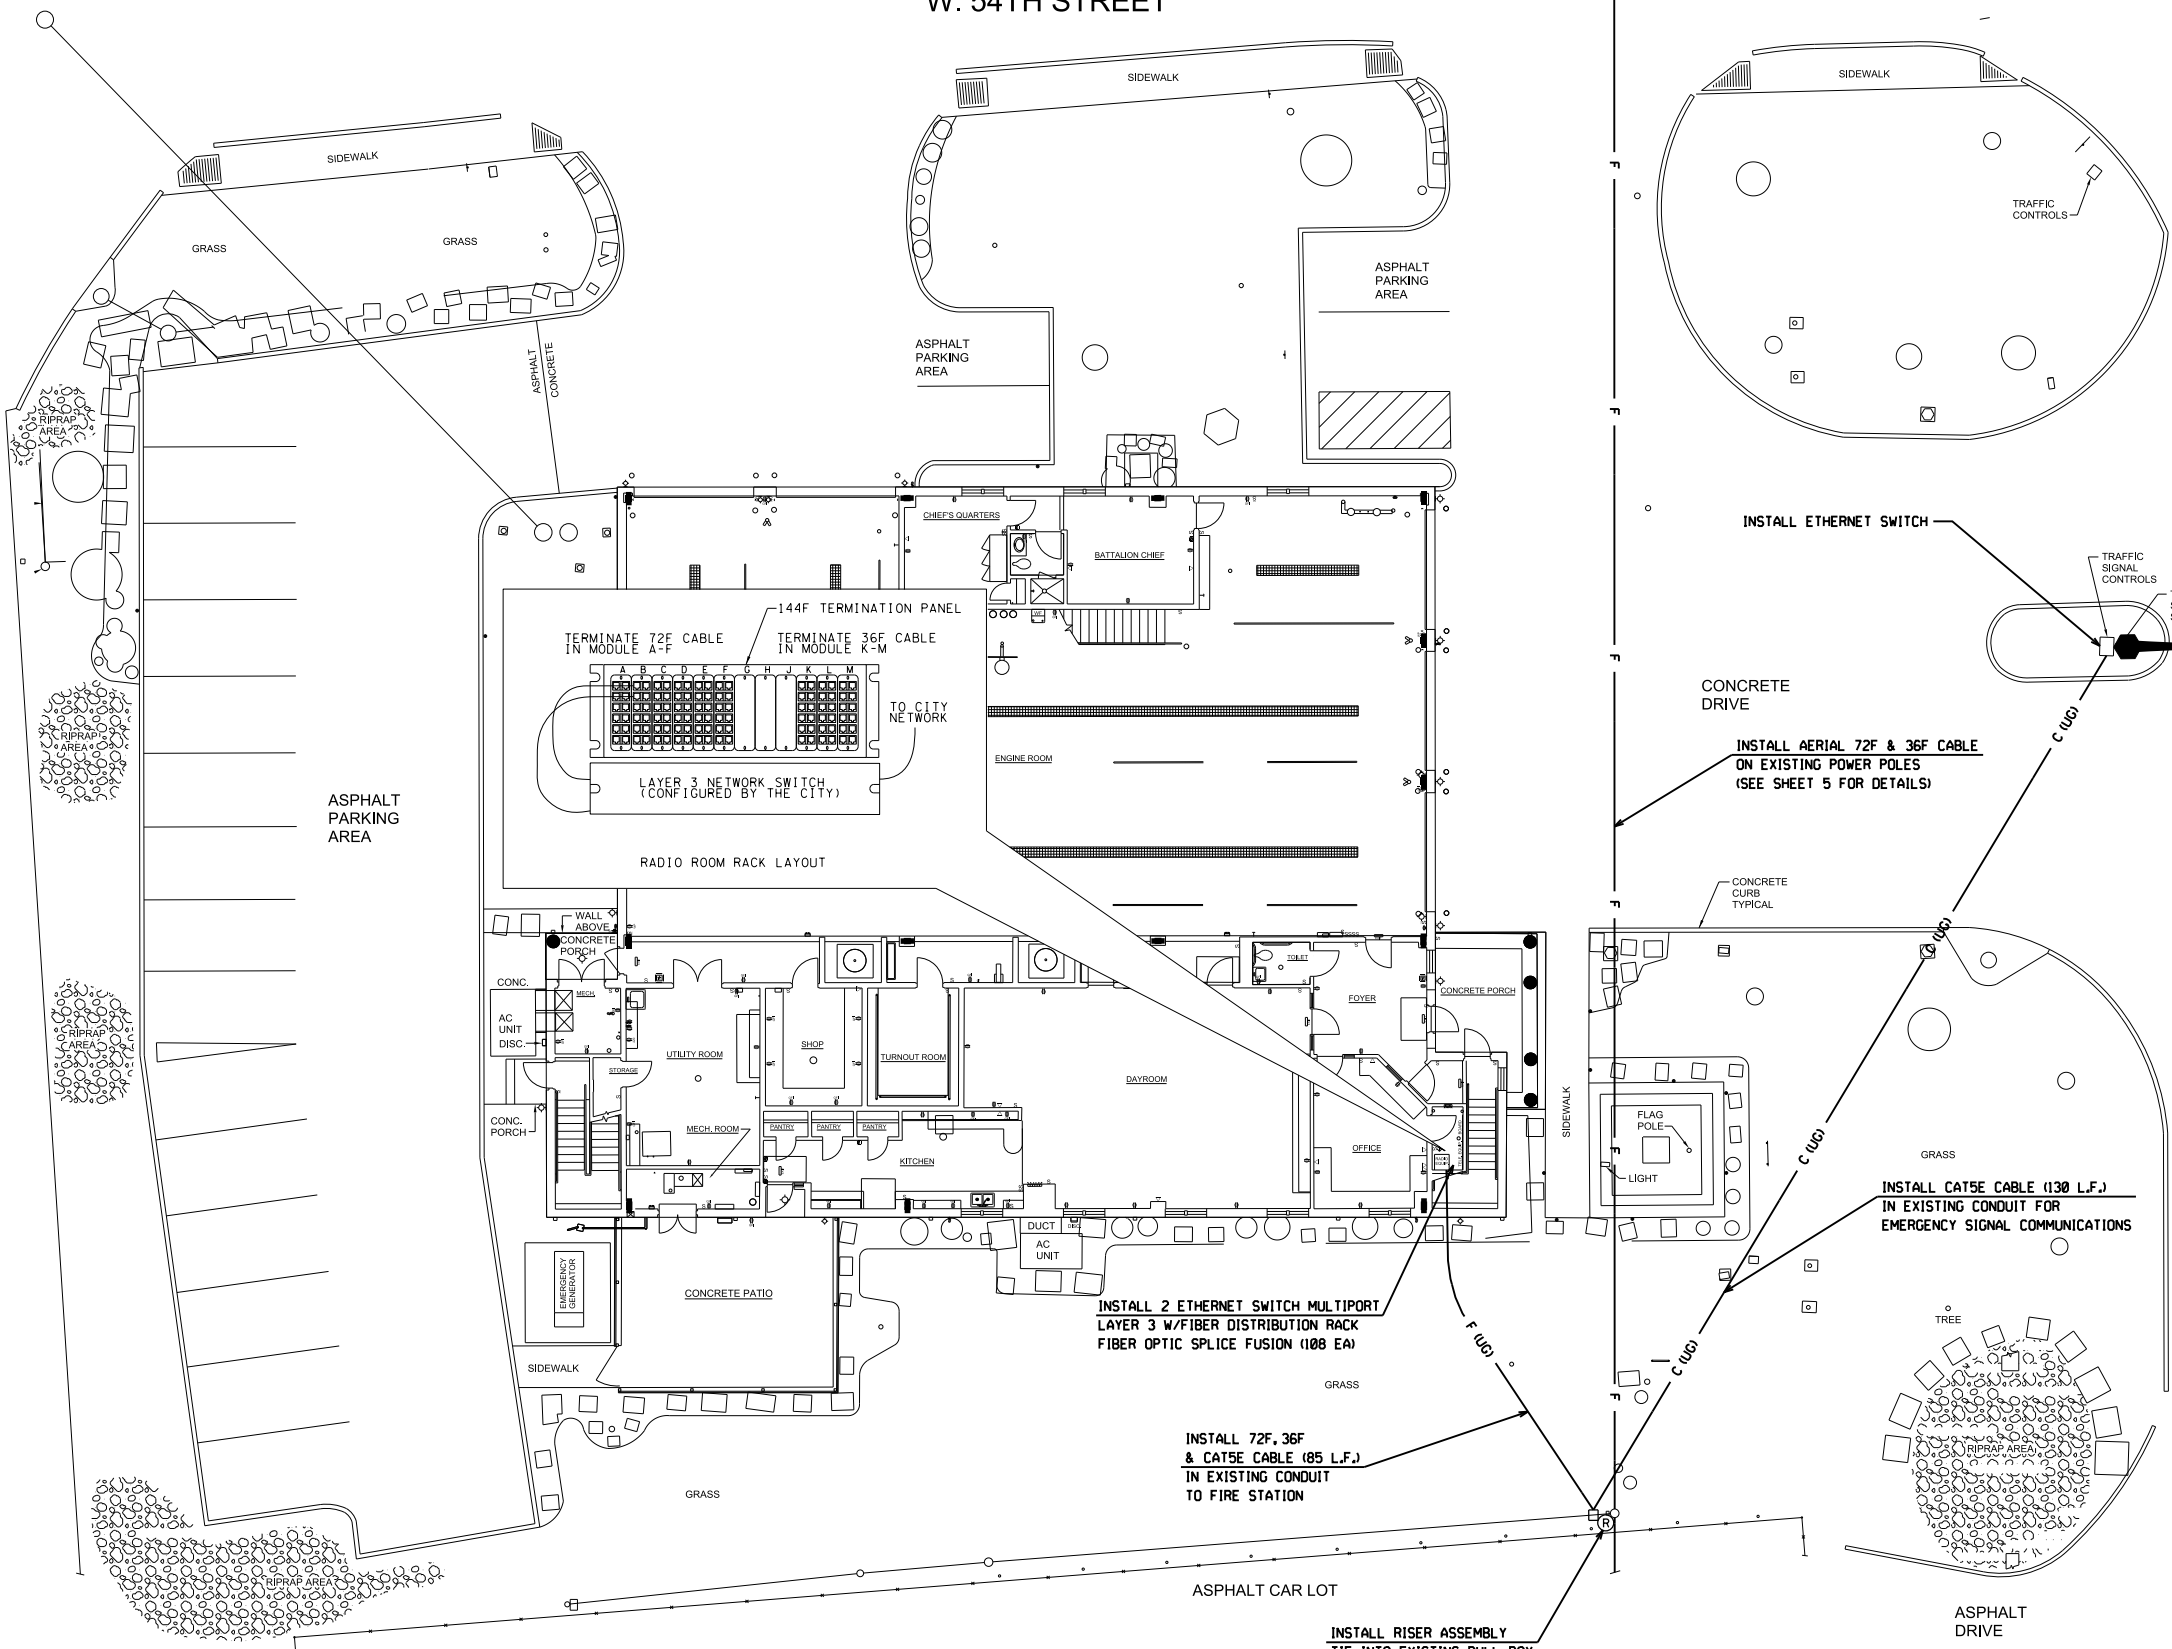 W. 54TH STREET
SIDEWALK
SIDEWALK
SIDEWALK
TRAFFIC
CONTROLS
GRASS
GRASS
ASPHALT
PARKING
AREA
ASPHALT
PARKING
AREA
ASPHALT
CONCRETE
RIPRAP
AREA
CHIEF'S QUARTERS
BATTALION CHIEF
INSTALL ETHERNET SWITCH
TRAFFIC
SIGNAL
CONTROLS
144F TERMINATION PANEL
TERMINATE 72F CABLE
IN MODULE A-F
TERMINATE 36F CABLE
IN MODULE K-M
A B C D E F G H J K L M
TO CITY
NETWORK
LAYER 3 NETWORK SWITCH
(CONFIGURED BY THE CITY)
RADIO ROOM RACK LAYOUT
ENGINE ROOM
CONCRETE
DRIVE
INSTALL AERIAL 72F & 36F CABLE
ON EXISTING POWER POLES
(SEE SHEET 5 FOR DETAILS)
RIPRAP
AREA
ASPHALT
PARKING
AREA
CONCRETE
CURB
TYPICAL
WALL
ABOVE
CONCRETE
PORCH
CONC.
MECH.
AC
UNIT
DISC.
RIPRAP
AREA
STORAGE
UTILITY ROOM
SHOP
TURNOUT ROOM
DAYROOM
TOILET
FOYER
CONCRETE PORCH
CONC.
PORCH
MECH. ROOM
PANTRY
PANTRY
PANTRY
KITCHEN
OFFICE
RADIO
EQUIP.
SIDEWALK
FLAG
POLE
LIGHT
GRASS
C (UG)
C (UG)
C (UG)
C (UG)
F
F
F
F
F
F
INSTALL CAT5E CABLE (130 L.F.)
IN EXISTING CONDUIT FOR
EMERGENCY SIGNAL COMMUNICATIONS
DUCT
DISC.
AC
UNIT
EMERGENCY
GENERATOR
CONCRETE PATIO
INSTALL 2 ETHERNET SWITCH MULTIPORT
LAYER 3 W/FIBER DISTRIBUTION RACK
FIBER OPTIC SPLICE FUSION (108 EA)
F (UG)
TREE
SIDEWALK
GRASS
INSTALL 72F, 36F
& CAT5E CABLE (85 L.F.)
IN EXISTING CONDUIT
TO FIRE STATION
RIPRAP AREA
GRASS
R
RIPRAP AREA
ASPHALT CAR LOT
ASPHALT
DRIVE
INSTALL RISER ASSEMBLY
TIE INTO EXISTING PULL BOX